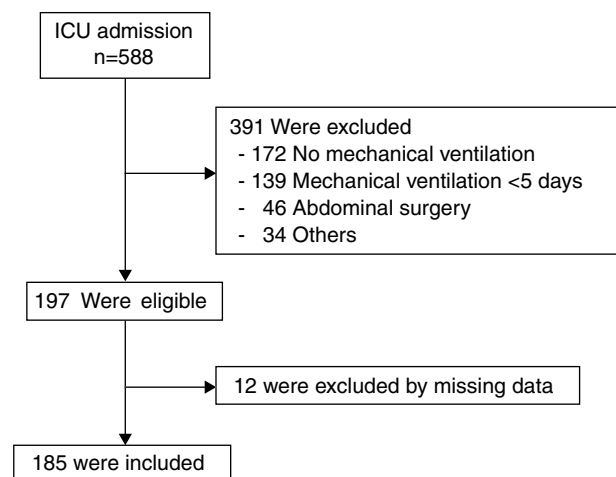 ICU admission
n=588
391 Were excluded
- 172 No mechanical ventilation
- 139 Mechanical ventilation <5 days
- 46 Abdominal surgery
- 34 Others
197 Were eligible
12 were excluded by missing data
185 were included